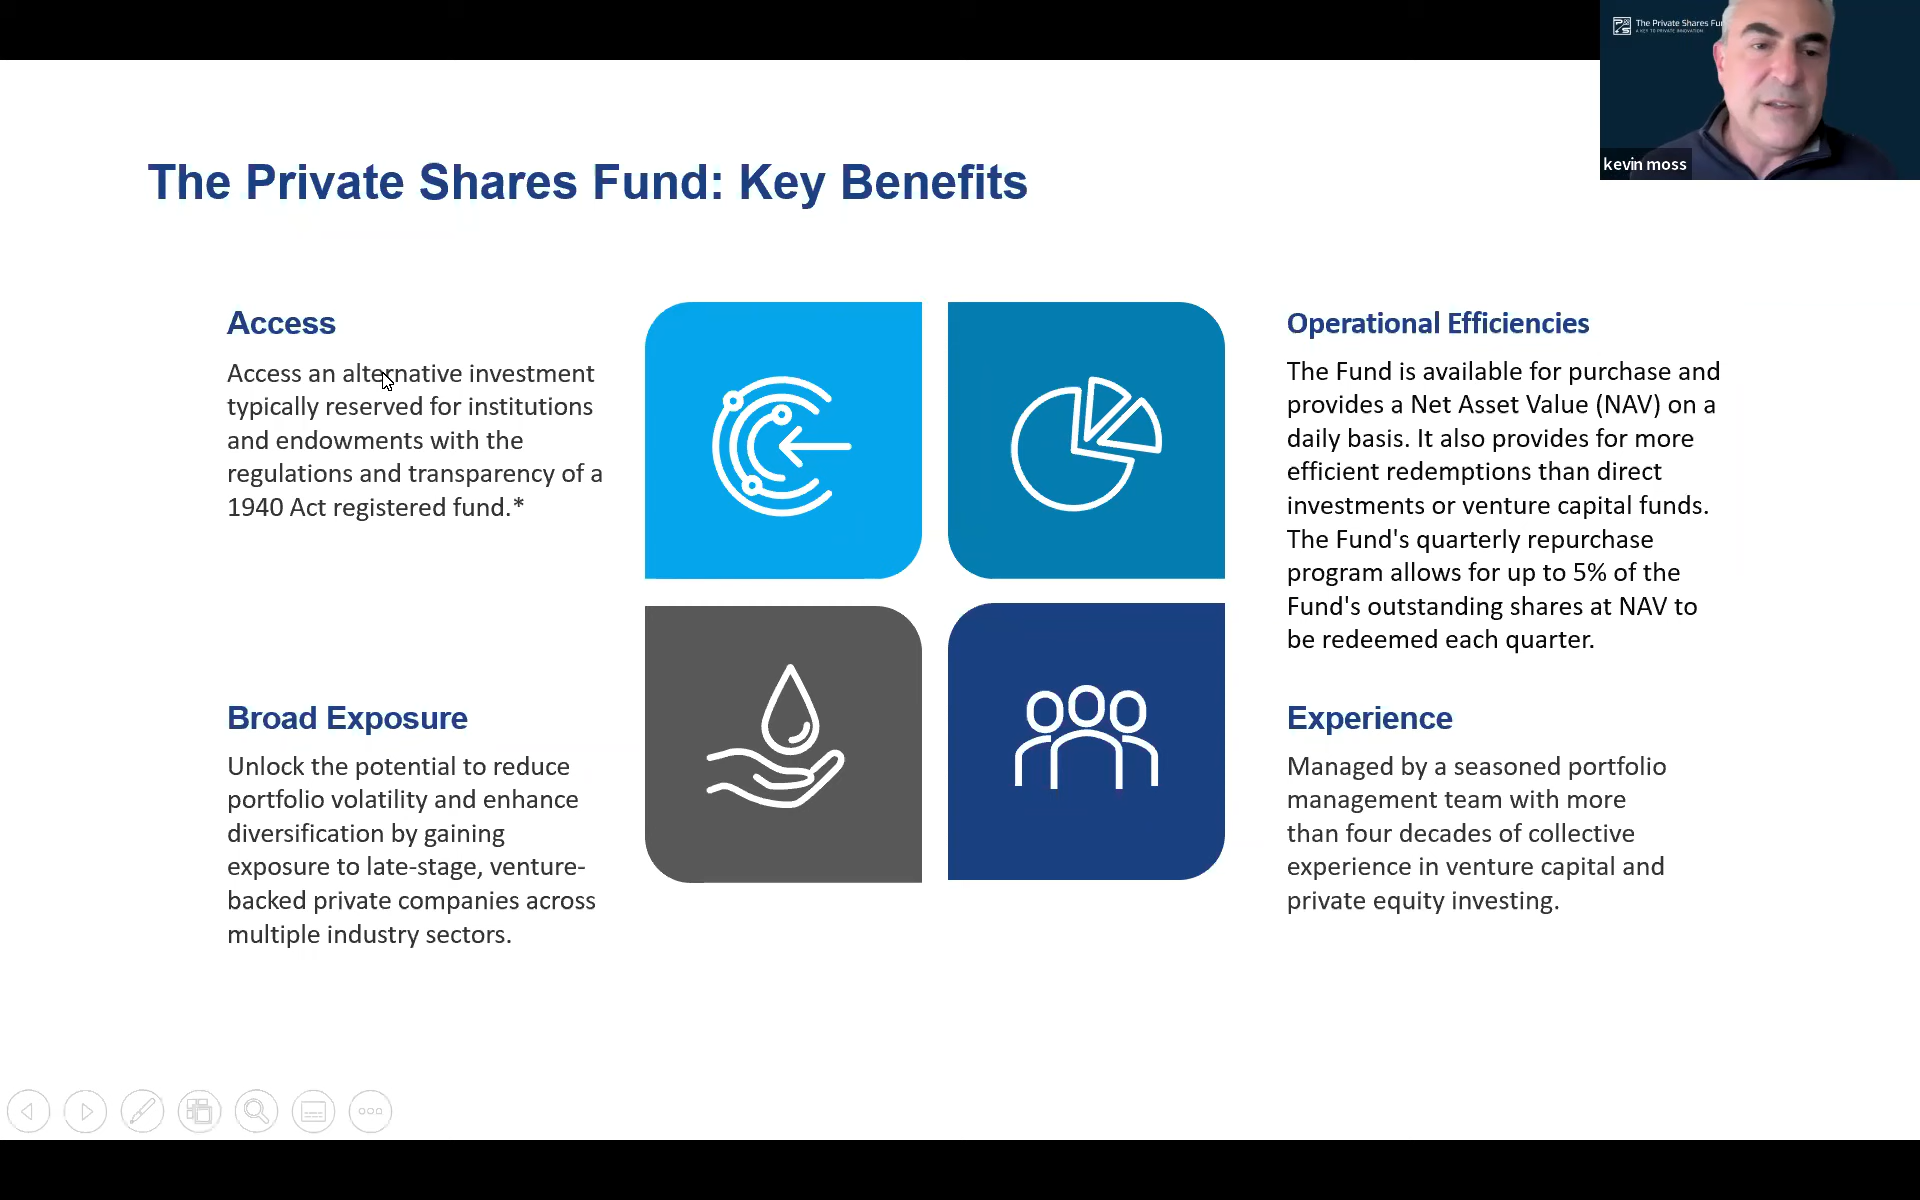 The Private Shares Fu
A KEY TO PRIVATE INNOVATION
kevin moss
The Private Shares Fund: Key Benefits
Access
Access an alternative investment
typically reserved for institutions
and endowments with the
regulations and transparency of a
1940 Act registered fund.*
Operational Efficiencies
The Fund is available for purchase and
provides a Net Asset Value (NAV) on a
daily basis. It also provides for more
efficient redemptions than direct
investments or venture capital funds.
The Fund's quarterly repurchase
program allows for up to 5% of the
Fund's outstanding shares at NAV to
be redeemed each quarter.
Broad Exposure
Unlock the potential to reduce
portfolio volatility and enhance
diversification by gaining
exposure to late-stage, venture-
backed private companies across
multiple industry sectors.
Experience
Managed by a seasoned portfolio
management team with more
than four decades of collective
experience in venture capital and
private equity investing.